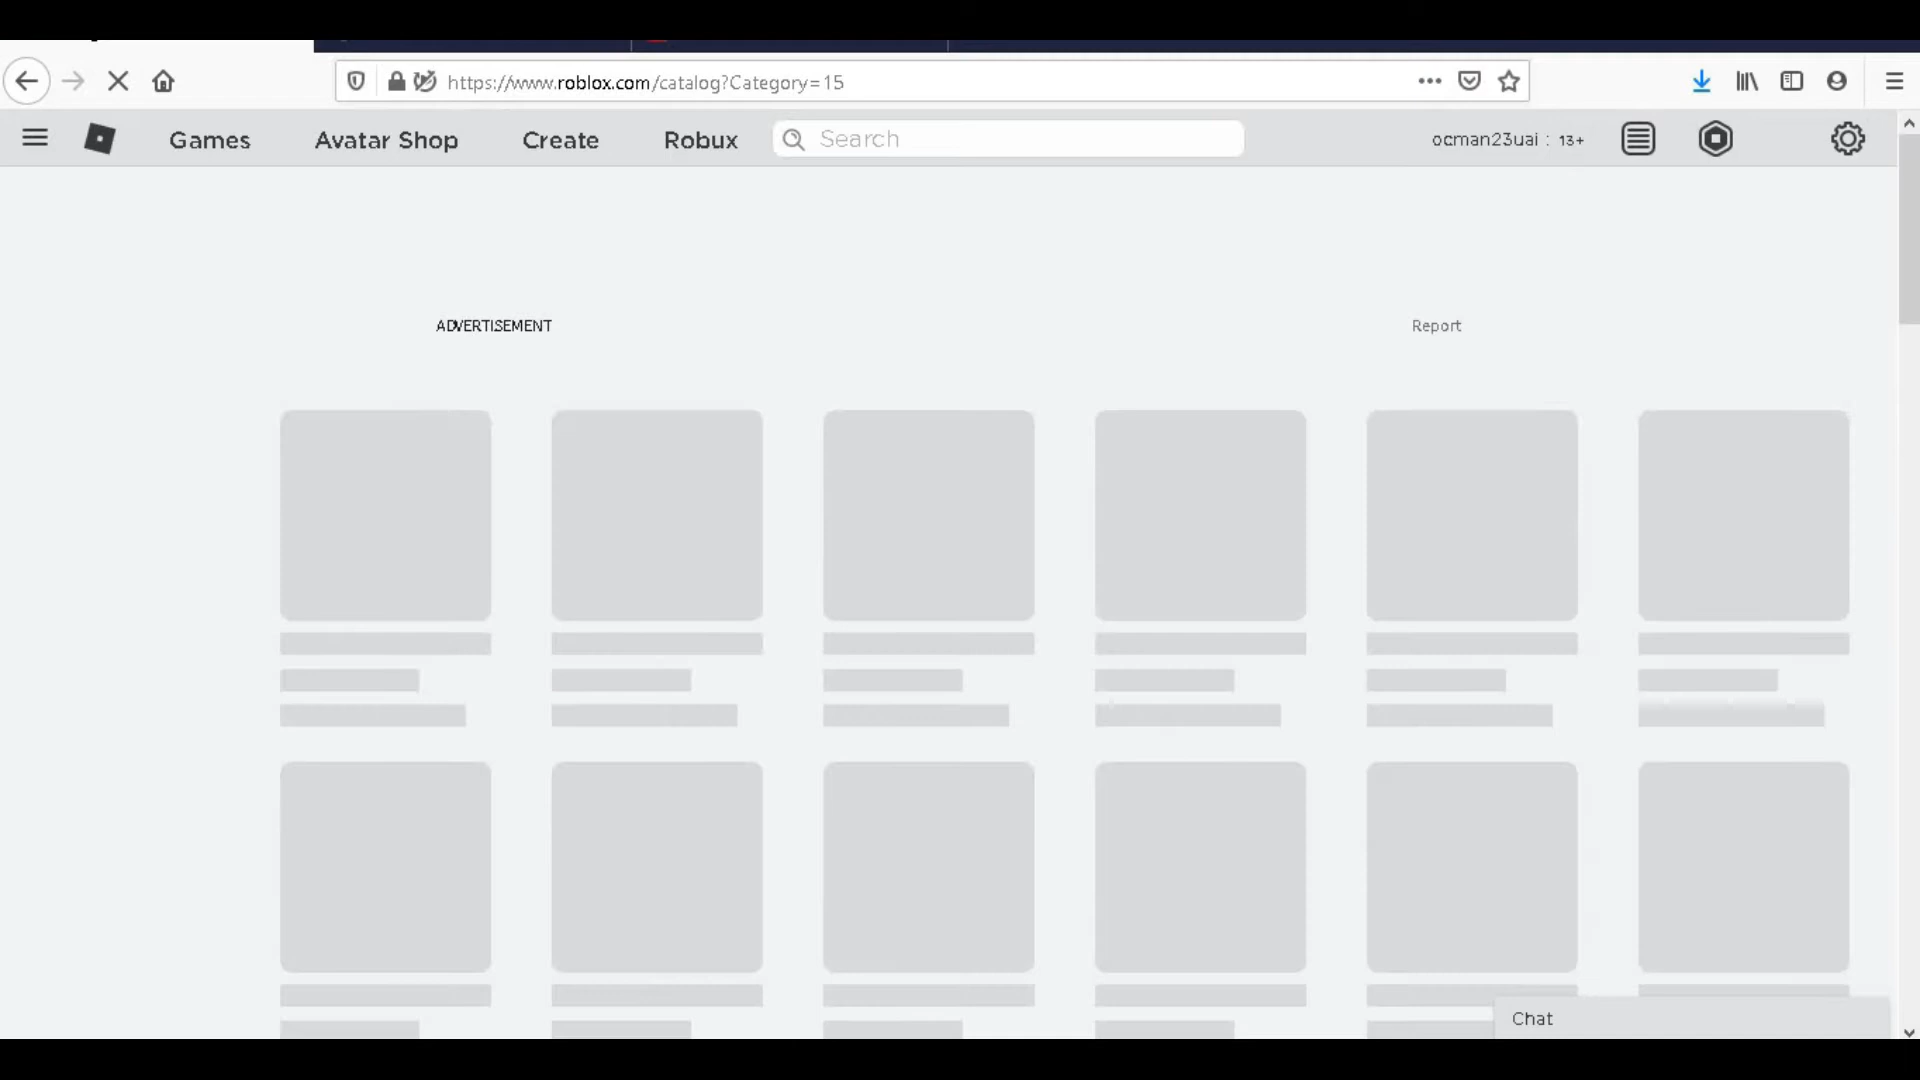 https://www.roblox.com/catalog?Category=15
Games
Avatar Shop
Create
Robux
Search
ocman23uai : 13+
ADVERTISEMENT
Report
Chat